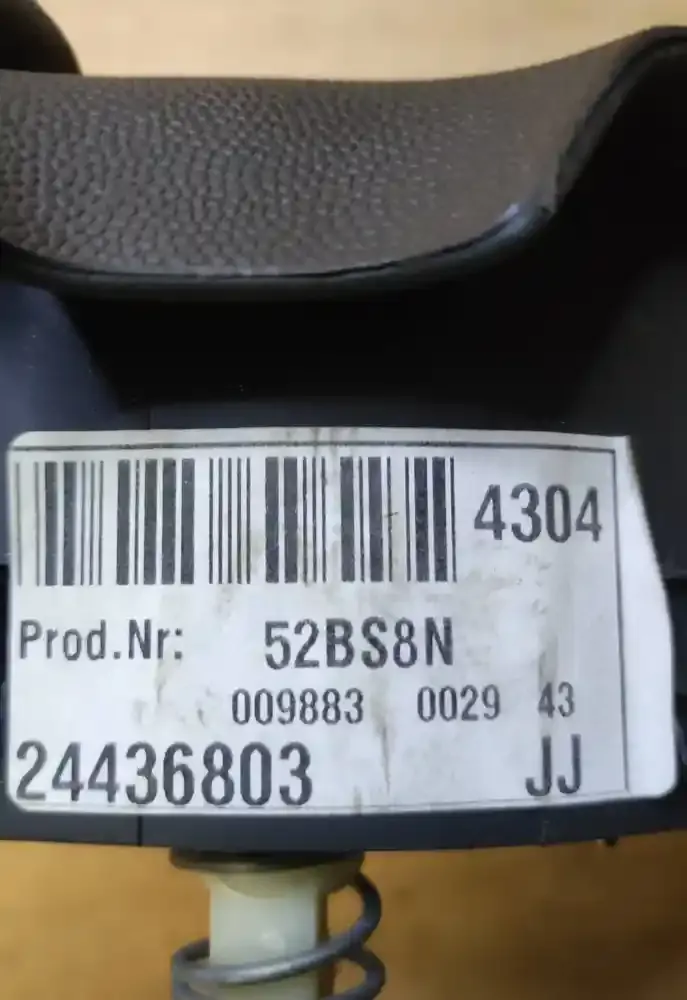 4304
Prod.Nr: 52BS8N
009883 0029 43
24436803 JJ